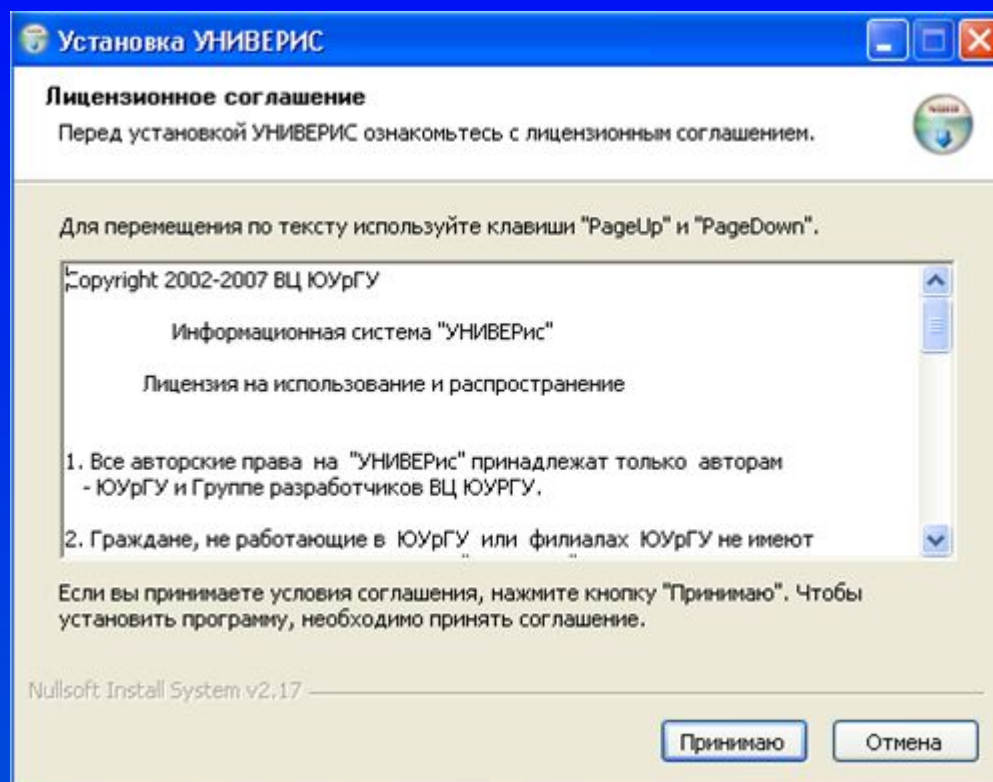 Установка УНИВЕРИС
Лицензионное соглашение
Перед установкой УНИВЕРИС ознакомьтесь с лицензионным соглашением.
Для перемещения по тексту используйте клавиши "PageUp" и "PageDown".
Copyright 2002-2007 ВЦ ЮУрГУ
Информационная система "УНИВЕРис"
Лицензия на использование и распространение
1. Все авторские права на "УНИВЕРис" принадлежат только авторам
- ЮУрГУ и Группе разработчиков ВЦ ЮУРГУ.
2. Граждане, не работающие в ЮУрГУ или филиалах ЮУрГУ не имеют
Если вы принимаете условия соглашения, нажмите кнопку "Принимаю". Чтобы
установить программу, необходимо принять соглашение.
Nullsoft Install System v2.17
Принимаю
Отмена